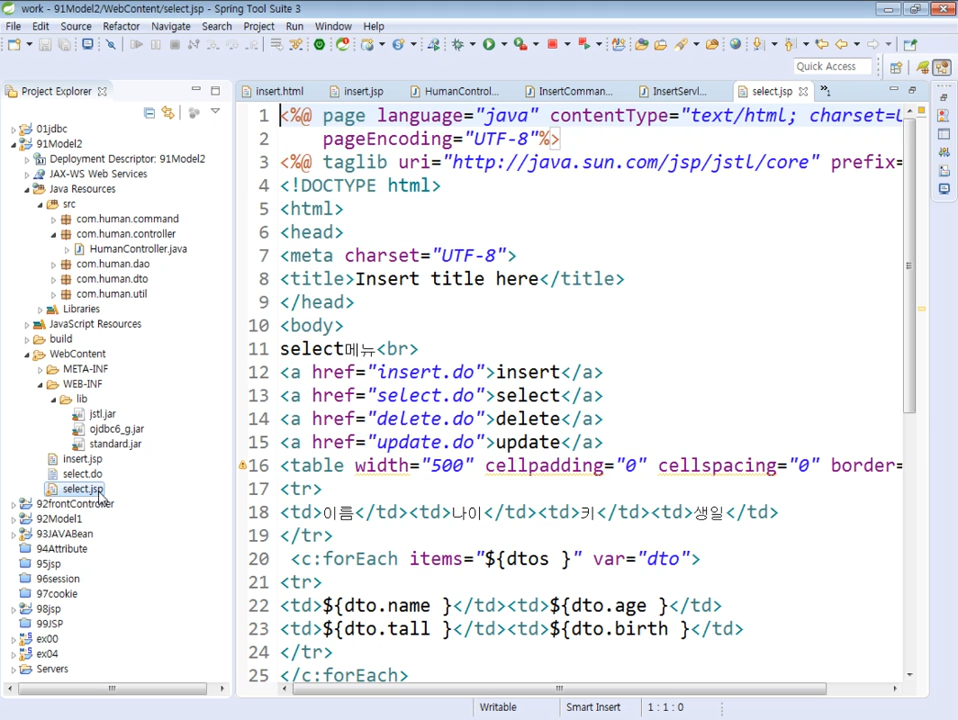 work - 91Model2/WebContent/select.jsp - Spring Tool Suite 3
File Edit Source Refactor Navigate Search Project Run Window Help
Quick Access
Project Explorer
01jdbc
91Model2
Deployment Descriptor: 91Model2
JAX-WS Web Services
Java Resources
src
com.human.command
com.human.controller
HumanController.java
com.human.dao
com.human.dto
com.human.util
Libraries
JavaScript Resources
build
WebContent
META-INF
WEB-INF
lib
jstl.jar
ojdbc6_g.jar
standard.jar
insert.jsp
select.do
select.jsp
92frontController
92Model1
93JAVABean
94Attribute
95jsp
96session
97cookie
98jsp
99JSP
ex00
ex04
Servers
insert.html insert.jsp HumanControl... InsertComman... InsertServl... select.jsp »1
1 <%@ page language="java" contentType="text/html; charset=
2 pageEncoding="UTF-8"%>
3 <%@ taglib uri="http://java.sun.com/jsp/jstl/core" prefix=
4 <!DOCTYPE html>
5 <html>
6 <head>
7 <meta charset="UTF-8">
8 <title>Insert title here</title>
9 </head>
10 <body>
11 select메뉴<br>
12 <a href="insert.do">insert</a>
13 <a href="select.do">select</a>
14 <a href="delete.do">delete</a>
15 <a href="update.do">update</a>
16 <table width="500" cellpadding="0" cellspacing="0" border=
17 <tr>
18 <td>이름</td><td>나이</td><td>키</td><td>생일</td>
19 </tr>
20 <c:forEach items="${dtos }" var="dto">
21 <tr>
22 <td>${dto.name }</td><td>${dto.age }</td>
23 <td>${dto.tall }</td><td>${dto.birth }</td>
24 </tr>
25 </c:forEach>
Writable Smart Insert 1 : 1 : 0